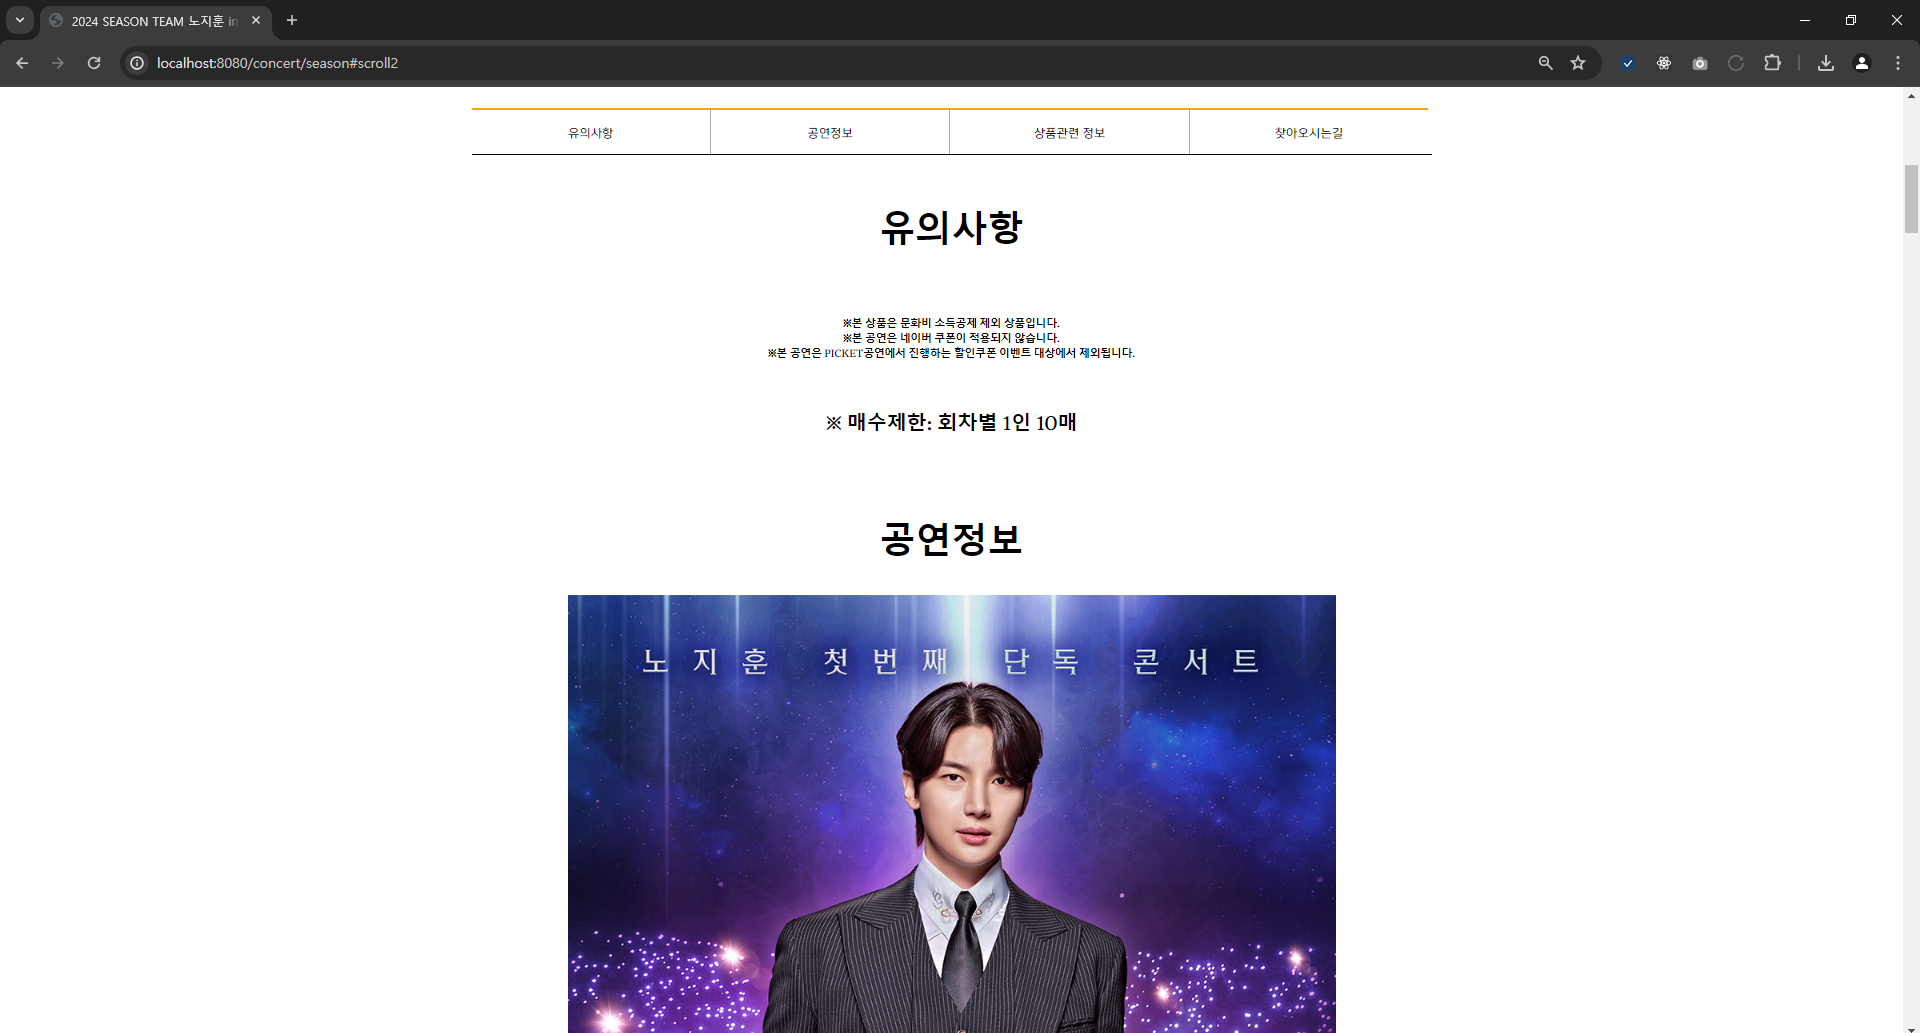 2024 SEASON TEAM 노지훈 in
localhost:8080/concert/season#scroll2
유의사항 공연정보 상품관련 정보 찾아오시는길
유의사항
※본 상품은 문화비 소득공제 제외 상품입니다.
※본 공연은 네이버 쿠폰이 적용되지 않습니다.
※본 공연은 PICKET공연에서 진행하는 할인쿠폰 이벤트 대상에서 제외됩니다.
※ 매수제한: 회차별 1인 10매
공연정보
노지훈 첫번째 단독 콘서트